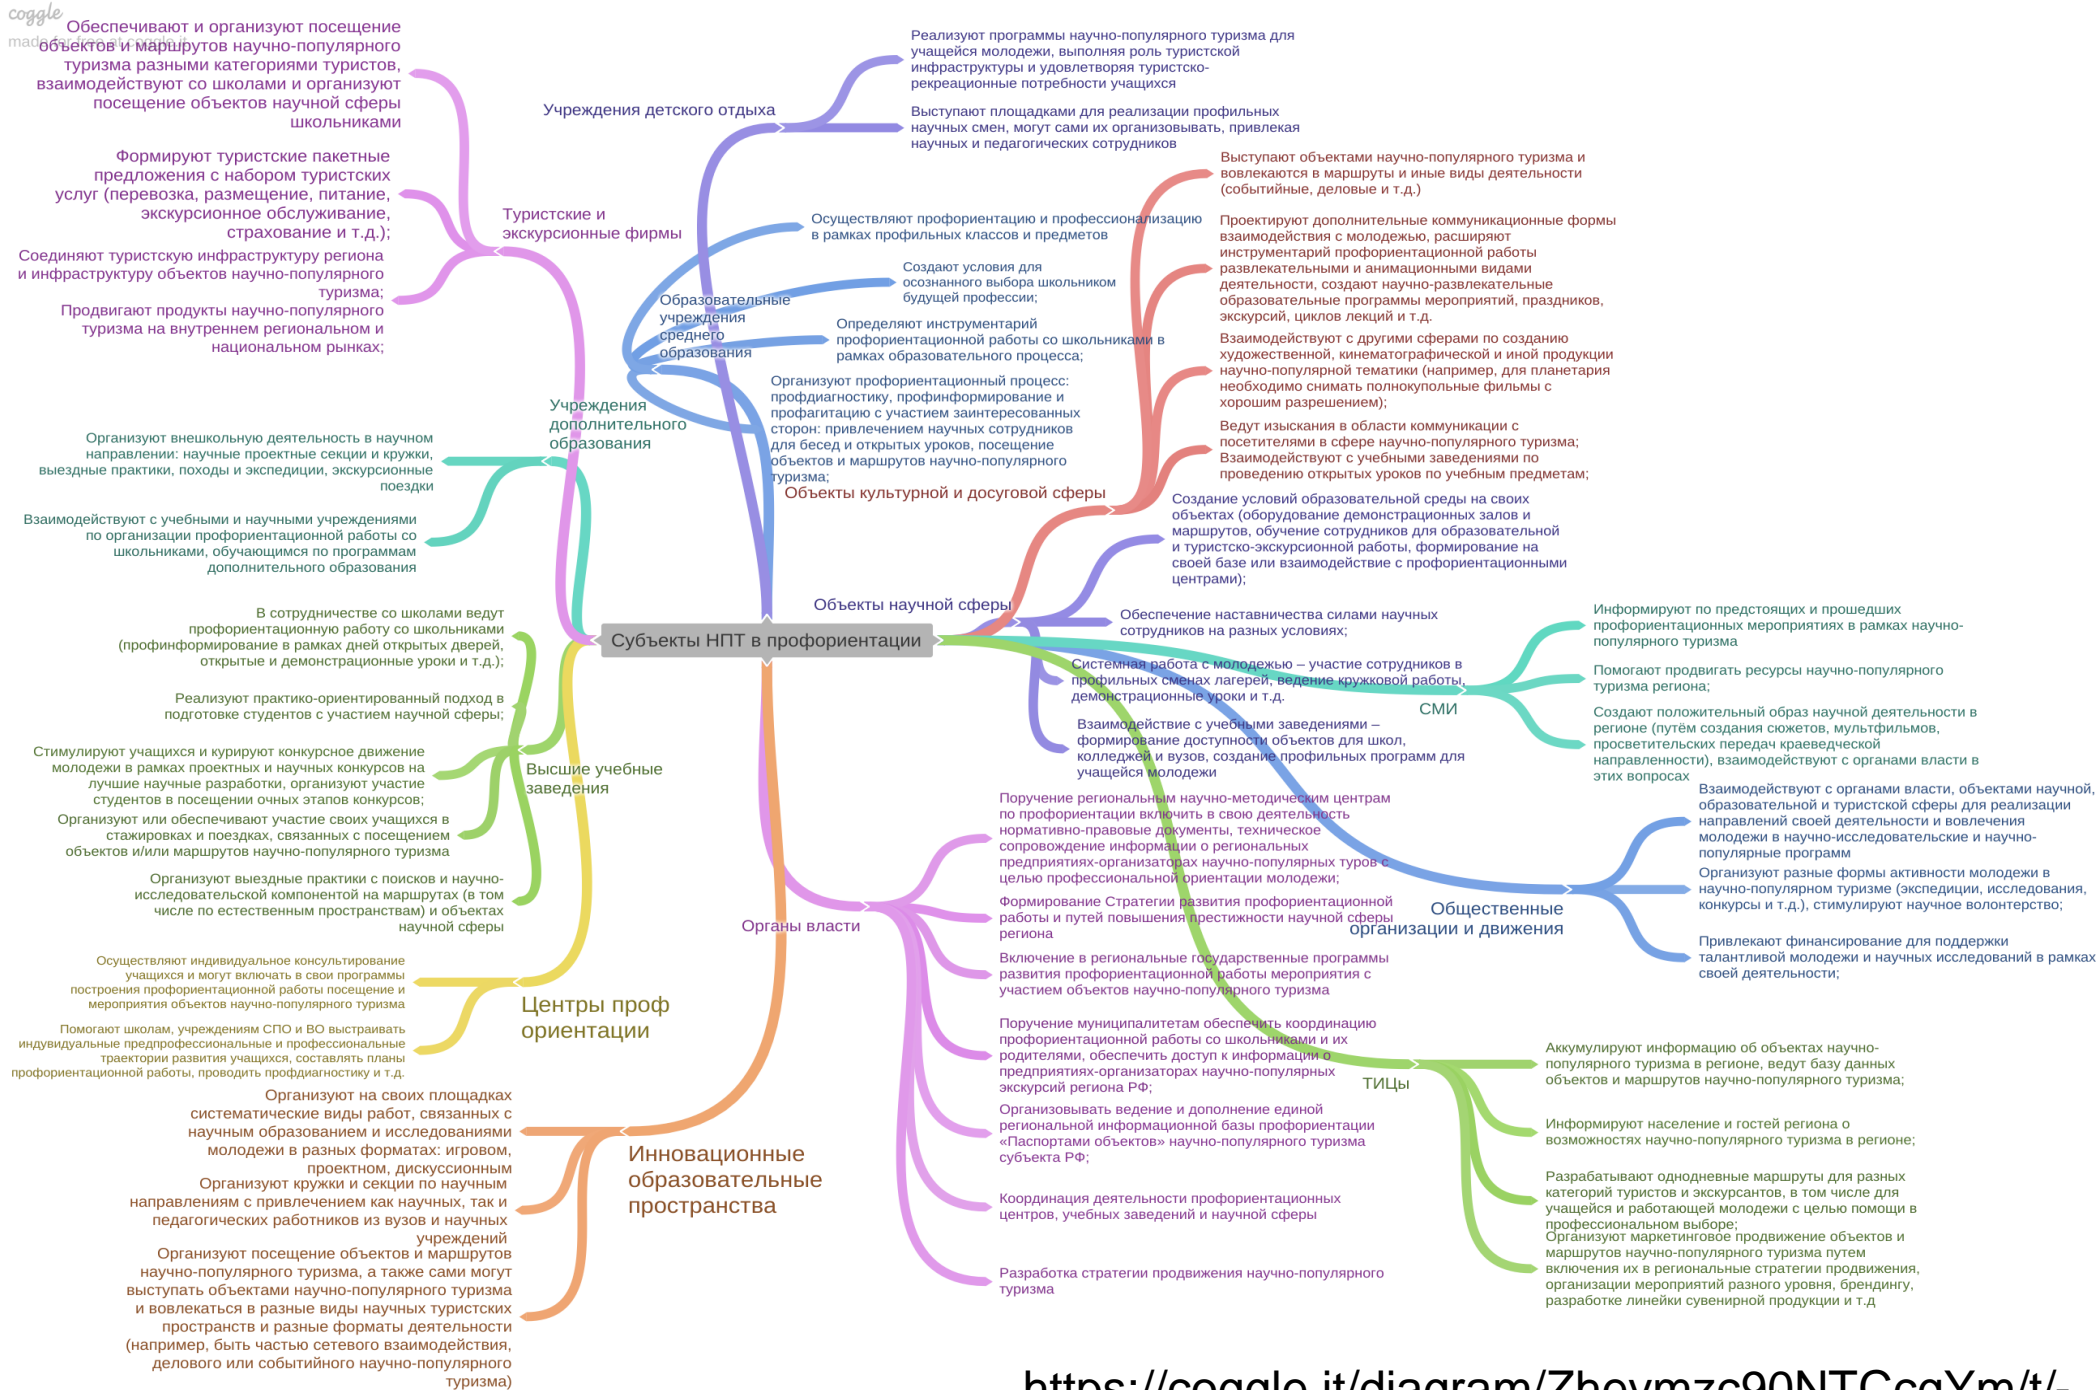 coggle
made for free at coggle.it
Обеспечивают и организуют посещение
объектов и маршрутов научно-популярного
туризма разными категориями туристов,
взаимодействуют со школами и организуют
посещение объектов научной сферы
школьниками
Формируют туристские пакетные
предложения с набором туристских
услуг (перевозка, размещение, питание,
экскурсионное обслуживание,
страхование и т.д.);
Соединяют туристскую инфраструктуру региона
и инфраструктуру объектов научно-популярного
туризма;
Продвигают продукты научно-популярного
туризма на внутреннем региональном и
национальном рынках;
Туристские и
экскурсионные фирмы
Учреждения детского отдыха
Реализуют программы научно-популярного туризма для
учащейся молодежи, выполняя роль туристской
инфраструктуры и удовлетворяя туристско-
рекреационные потребности учащихся
Выступают площадками для реализации профильных
научных смен, могут сами их организовывать, привлекая
научных и педагогических сотрудников
Образовательные
учреждения
среднего
образования
Осуществляют профориентацию и профессионализацию
в рамках профильных классов и предметов
Создают условия для
осознанного выбора школьником
будущей профессии;
Определяют инструментарий
профориентационной работы со школьниками в
рамках образовательного процесса;
Организуют профориентационный процесс:
профдиагностику, профинформирование и
профагитацию с участием заинтересованных
сторон: привлечением научных сотрудников
для бесед и открытых уроков, посещение
объектов и маршрутов научно-популярного
туризма;
Объекты культурной и досуговой сферы
Выступают объектами научно-популярного туризма и
вовлекаются в маршруты и иные виды деятельности
(событийные, деловые и т.д.)
Проектируют дополнительные коммуникационные формы
взаимодействия с молодежью, расширяют
инструментарий профориентационной работы
развлекательными и анимационными видами
деятельности, создают научно-развлекательные
образовательные программы мероприятий, праздников,
экскурсий, циклов лекций и т.д.
Взаимодействуют с другими сферами по созданию
художественной, кинематографической и иной продукции
научно-популярной тематики (например, для планетария
необходимо снимать полнокупольные фильмы с
хорошим разрешением);
Ведут изыскания в области коммуникации с
посетителями в сфере научно-популярного туризма;
Взаимодействуют с учебными заведениями по
проведению открытых уроков по учебным предметам;
Учреждения
дополнительного
образования
Организуют внешкольную деятельность в научном
направлении: научные проектные секции и кружки,
выездные практики, походы и экспедиции, экскурсионные
поездки
Взаимодействуют с учебными и научными учреждениями
по организации профориентационной работы со
школьниками, обучающимся по программам
дополнительного образования
Объекты научной сферы
Создание условий образовательной среды на своих
объектах (оборудование демонстрационных залов и
маршрутов, обучение сотрудников для образовательной
и туристско-экскурсионной работы, формирование на
своей базе или взаимодействие с профориентационными
центрами);
Обеспечение наставничества силами научных
сотрудников на разных условиях;
Системная работа с молодежью – участие сотрудников в
профильных сменах лагерей, ведение кружковой работы,
демонстрационные уроки и т.д.
Взаимодействие с учебными заведениями –
формирование доступности объектов для школ,
колледжей и вузов, создание профильных программ для
учащейся молодежи
Субъекты НПТ в профориентации
СМИ
Информируют по предстоящих и прошедших
профориентационных мероприятиях в рамках научно-
популярного туризма
Помогают продвигать ресурсы научно-популярного
туризма региона;
Создают положительный образ научной деятельности в
регионе (путём создания сюжетов, мультфильмов,
просветительских передач краеведческой
направленности), взаимодействуют с органами власти в
этих вопросах
Высшие учебные
заведения
В сотрудничестве со школами ведут
профориентационную работу со школьниками
(профинформирование в рамках дней открытых дверей,
открытые и демонстрационные уроки и т.д.);
Реализуют практико-ориентированный подход в
подготовке студентов с участием научной сферы;
Стимулируют учащихся и курируют конкурсное движение
молодежи в рамках проектных и научных конкурсов на
лучшие научные разработки, организуют участие
студентов в посещении очных этапов конкурсов;
Организуют или обеспечивают участие своих учащихся в
стажировках и поездках, связанных с посещением
объектов и/или маршрутов научно-популярного туризма
Организуют выездные практики с поисков и научно-
исследовательской компонентой на маршрутах (в том
числе по естественным пространствам) и объектах
научной сферы
Общественные
организации и движения
Взаимодействуют с органами власти, объектами научной,
образовательной и туристской сферы для реализации
направлений своей деятельности и вовлечения
молодежи в научно-исследовательские и научно-
популярные программ
Организуют разные формы активности молодежи в
научно-популярном туризме (экспедиции, исследования,
конкурсы и т.д.), стимулируют научное волонтерство;
Привлекают финансирование для поддержки
талантливой молодежи и научных исследований в рамках
своей деятельности;
Органы власти
Поручение региональным научно-методическим центрам
по профориентации включить в свою деятельность
нормативно-правовые документы, техническое
сопровождение информации о региональных
предприятиях-организаторах научно-популярных туров с
целью профессиональной ориентации молодежи;
Формирование Стратегии развития профориентационной
работы и путей повышения престижности научной сферы
региона
Включение в региональные государственные программы
развития профориентационной работы мероприятия с
участием объектов научно-популярного туризма
Поручение муниципалитетам обеспечить координацию
профориентационной работы со школьниками и их
родителями, обеспечить доступ к информации о
предприятиях-организаторах научно-популярных
экскурсий региона РФ;
Организовывать ведение и дополнение единой
региональной информационной базы профориентации
«Паспортами объектов» научно-популярного туризма
субъекта РФ;
Координация деятельности профориентационных
центров, учебных заведений и научной сферы
Разработка стратегии продвижения научно-популярного
туризма
Центры проф
ориентации
Осуществляют индивидуальное консультирование
учащихся и могут включать в свои программы
построения профориентационной работы посещение и
мероприятия объектов научно-популярного туризма
Помогают школам, учреждениям СПО и ВО выстраивать
индувидуальные предпрофессиональные и профессиональные
траектории развития учащихся, составлять планы
профориентационной работы, проводить профдиагностику и т.д.
ТИЦы
Аккумулируют информацию об объектах научно-
популярного туризма в регионе, ведут базу данных
объектов и маршрутов научно-популярного туризма;
Информируют население и гостей региона о
возможностях научно-популярного туризма в регионе;
Разрабатывают однодневные маршруты для разных
категорий туристов и экскурсантов, в том числе для
учащейся и работающей молодежи с целью помощи в
профессиональном выборе;
Организуют маркетинговое продвижение объектов и
маршрутов научно-популярного туризма путем
включения их в региональные стратегии продвижения,
организации мероприятий разного уровня, брендингу,
разработке линейки сувенирной продукции и т.д
Инновационные
образовательные
пространства
Организуют на своих площадках
систематические виды работ, связанных с
научным образованием и исследованиями
молодежи в разных форматах: игровом,
проектном, дискуссионным
Организуют кружки и секции по научным
направлениям с привлечением как научных, так и
педагогических работников из вузов и научных
учреждений
Организуют посещение объектов и маршрутов
научно-популярного туризма, а также сами могут
выступать объектами научно-популярного туризма
и вовлекаться в разные виды научных туристских
пространств и разные форматы деятельности
(например, быть частью сетевого взаимодействия,
делового или событийного научно-популярного
туризма)